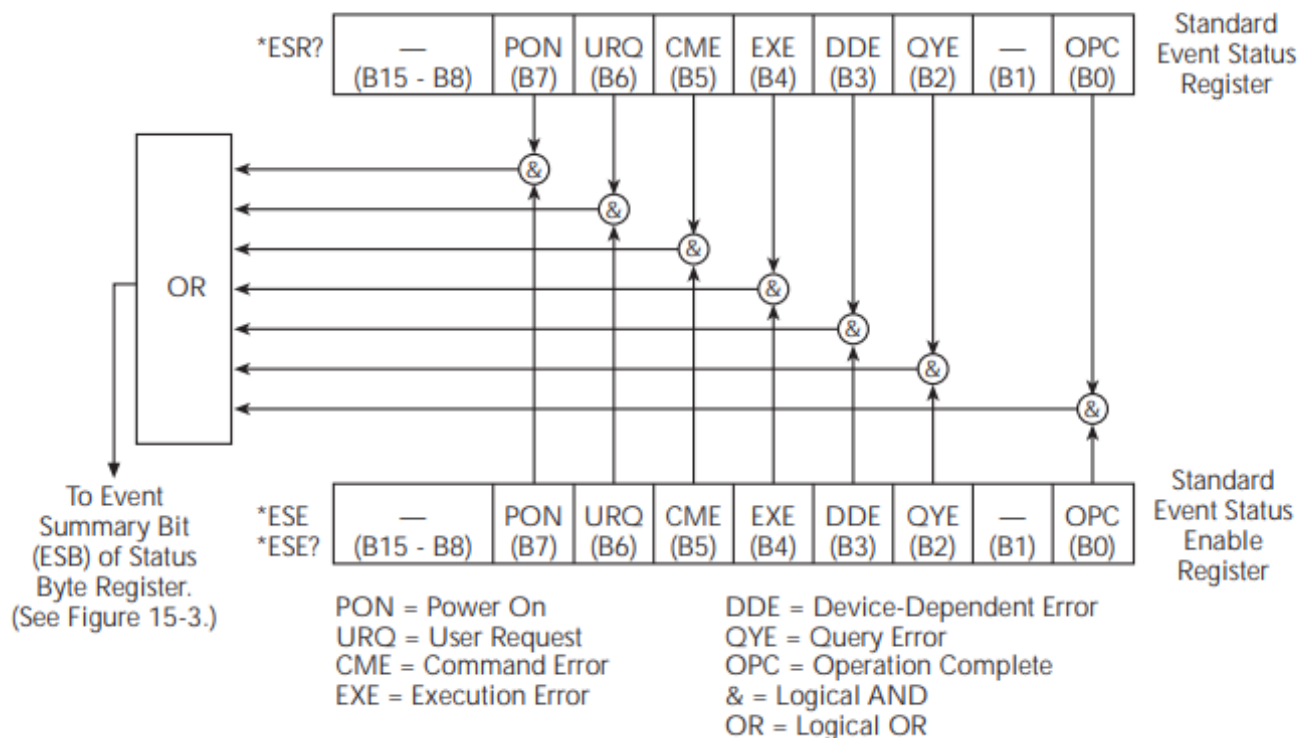 *ESR?
—
(B15 - B8)
PON
(B7)
URQ
(B6)
CME
(B5)
EXE
(B4)
DDE
(B3)
QYE
(B2)
—
(B1)
OPC
(B0)
Standard
Event Status
Register
&
&
&
&
&
&
&
OR
To Event
Summary Bit
(ESB) of Status
Byte Register.
(See Figure 15-3.)
*ESE
*ESE?
—
(B15 - B8)
PON
(B7)
URQ
(B6)
CME
(B5)
EXE
(B4)
DDE
(B3)
QYE
(B2)
—
(B1)
OPC
(B0)
Standard
Event Status
Enable
Register
PON = Power On
URQ = User Request
CME = Command Error
EXE = Execution Error
DDE = Device-Dependent Error
QYE = Query Error
OPC = Operation Complete
& = Logical AND
OR = Logical OR